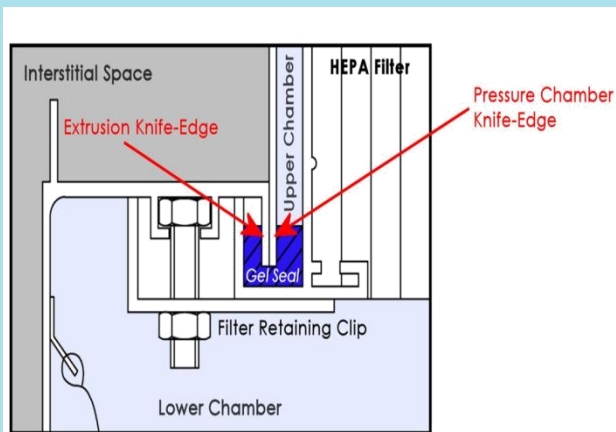 Interstitial Space
HEPA Filter
Upper Chamber
Pressure Chamber
Knife-Edge
Extrusion Knife-Edge
Gel Seal
Filter Retaining Clip
Lower Chamber